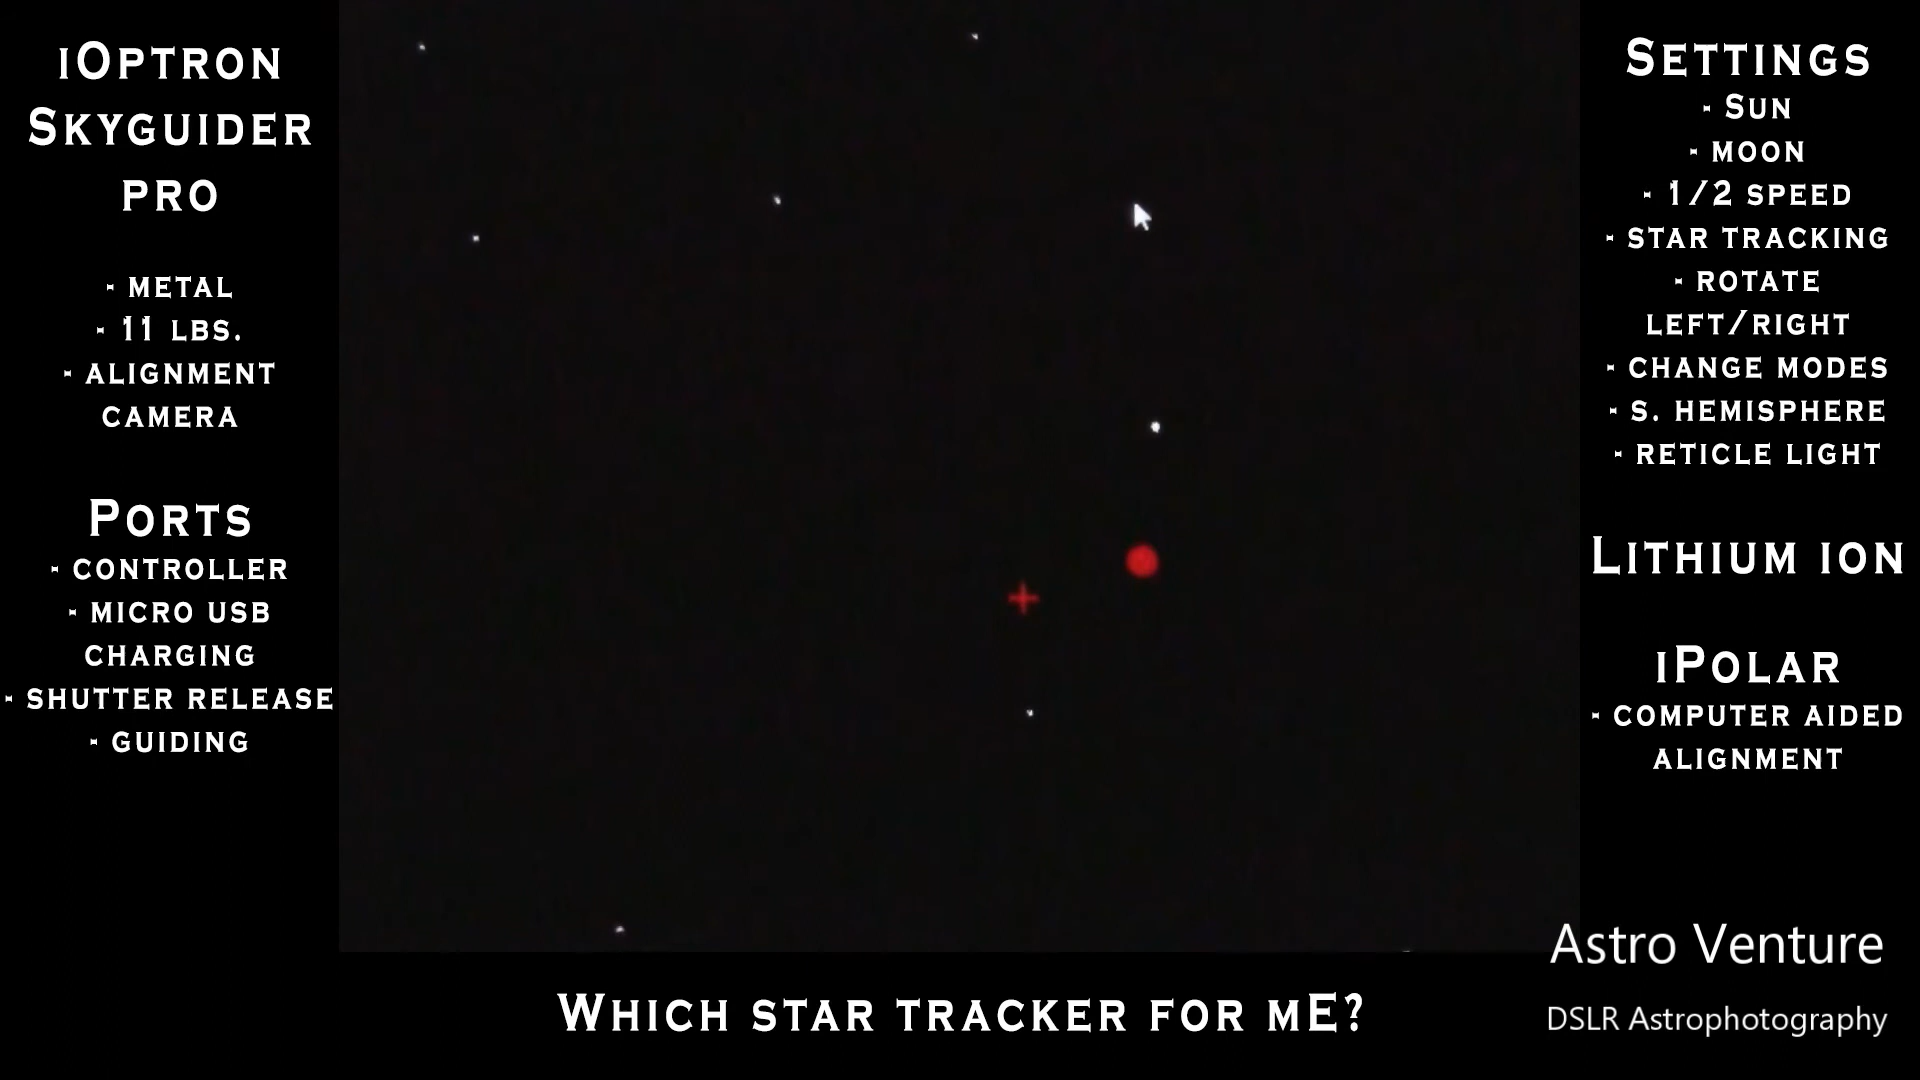 iOptron
Skyguider
pro
- metal
- 11 lbs.
- alignment
camera
Ports
- controller
- micro usb
charging
- shutter release
- guiding
Settings
- Sun
- moon
- 1/2 speed
- star tracking
- rotate
left/right
- change modes
- s. hemisphere
- reticle light
Lithium ion
iPolar
- computer aided
alignment
Which star tracker for mE?
Astro Venture
DSLR Astrophotography